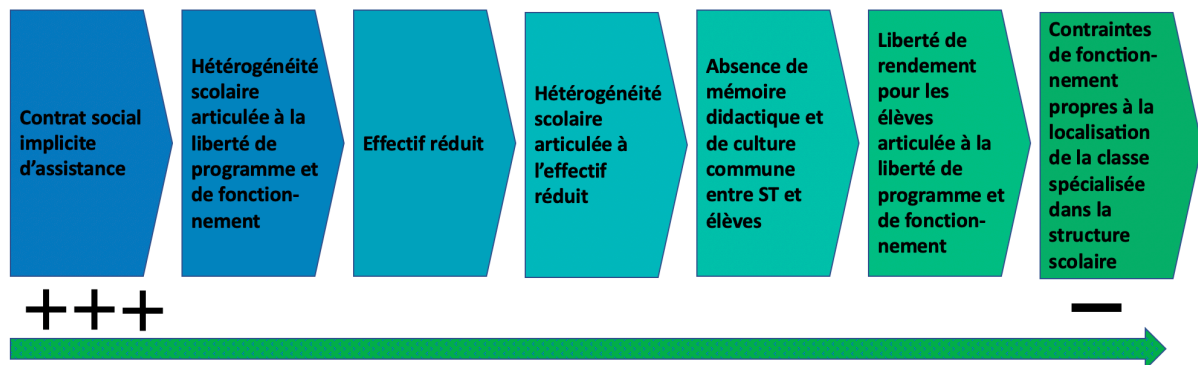 Contrat social
implicite
d’assistance
Hétérogénéité
scolaire
articulée à la
liberté de
programme et
de fonction-
nement
Effectif réduit
Hétérogénéité
scolaire
articulée à
l’effectif
réduit
Absence de
mémoire
didactique et
de culture
commune
entre ST et
élèves
Liberté de
rendement
pour les
élèves
articulée à la
liberté de
programme et
de fonction-
nement
Contraintes
de fonction-
nement
propres à la
localisation
de la classe
spécialisée
dans la
structure
scolaire
+++
—